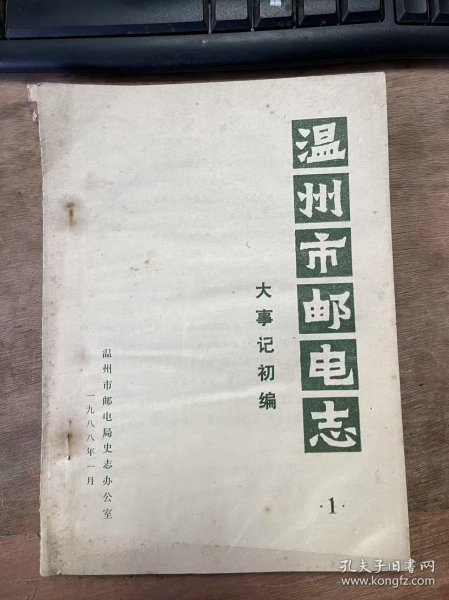 温州市邮电志
大事记初编
·1·
温州市邮电局史志办公室
一九八八年一月
孔夫子旧书网
www.kongfz.com